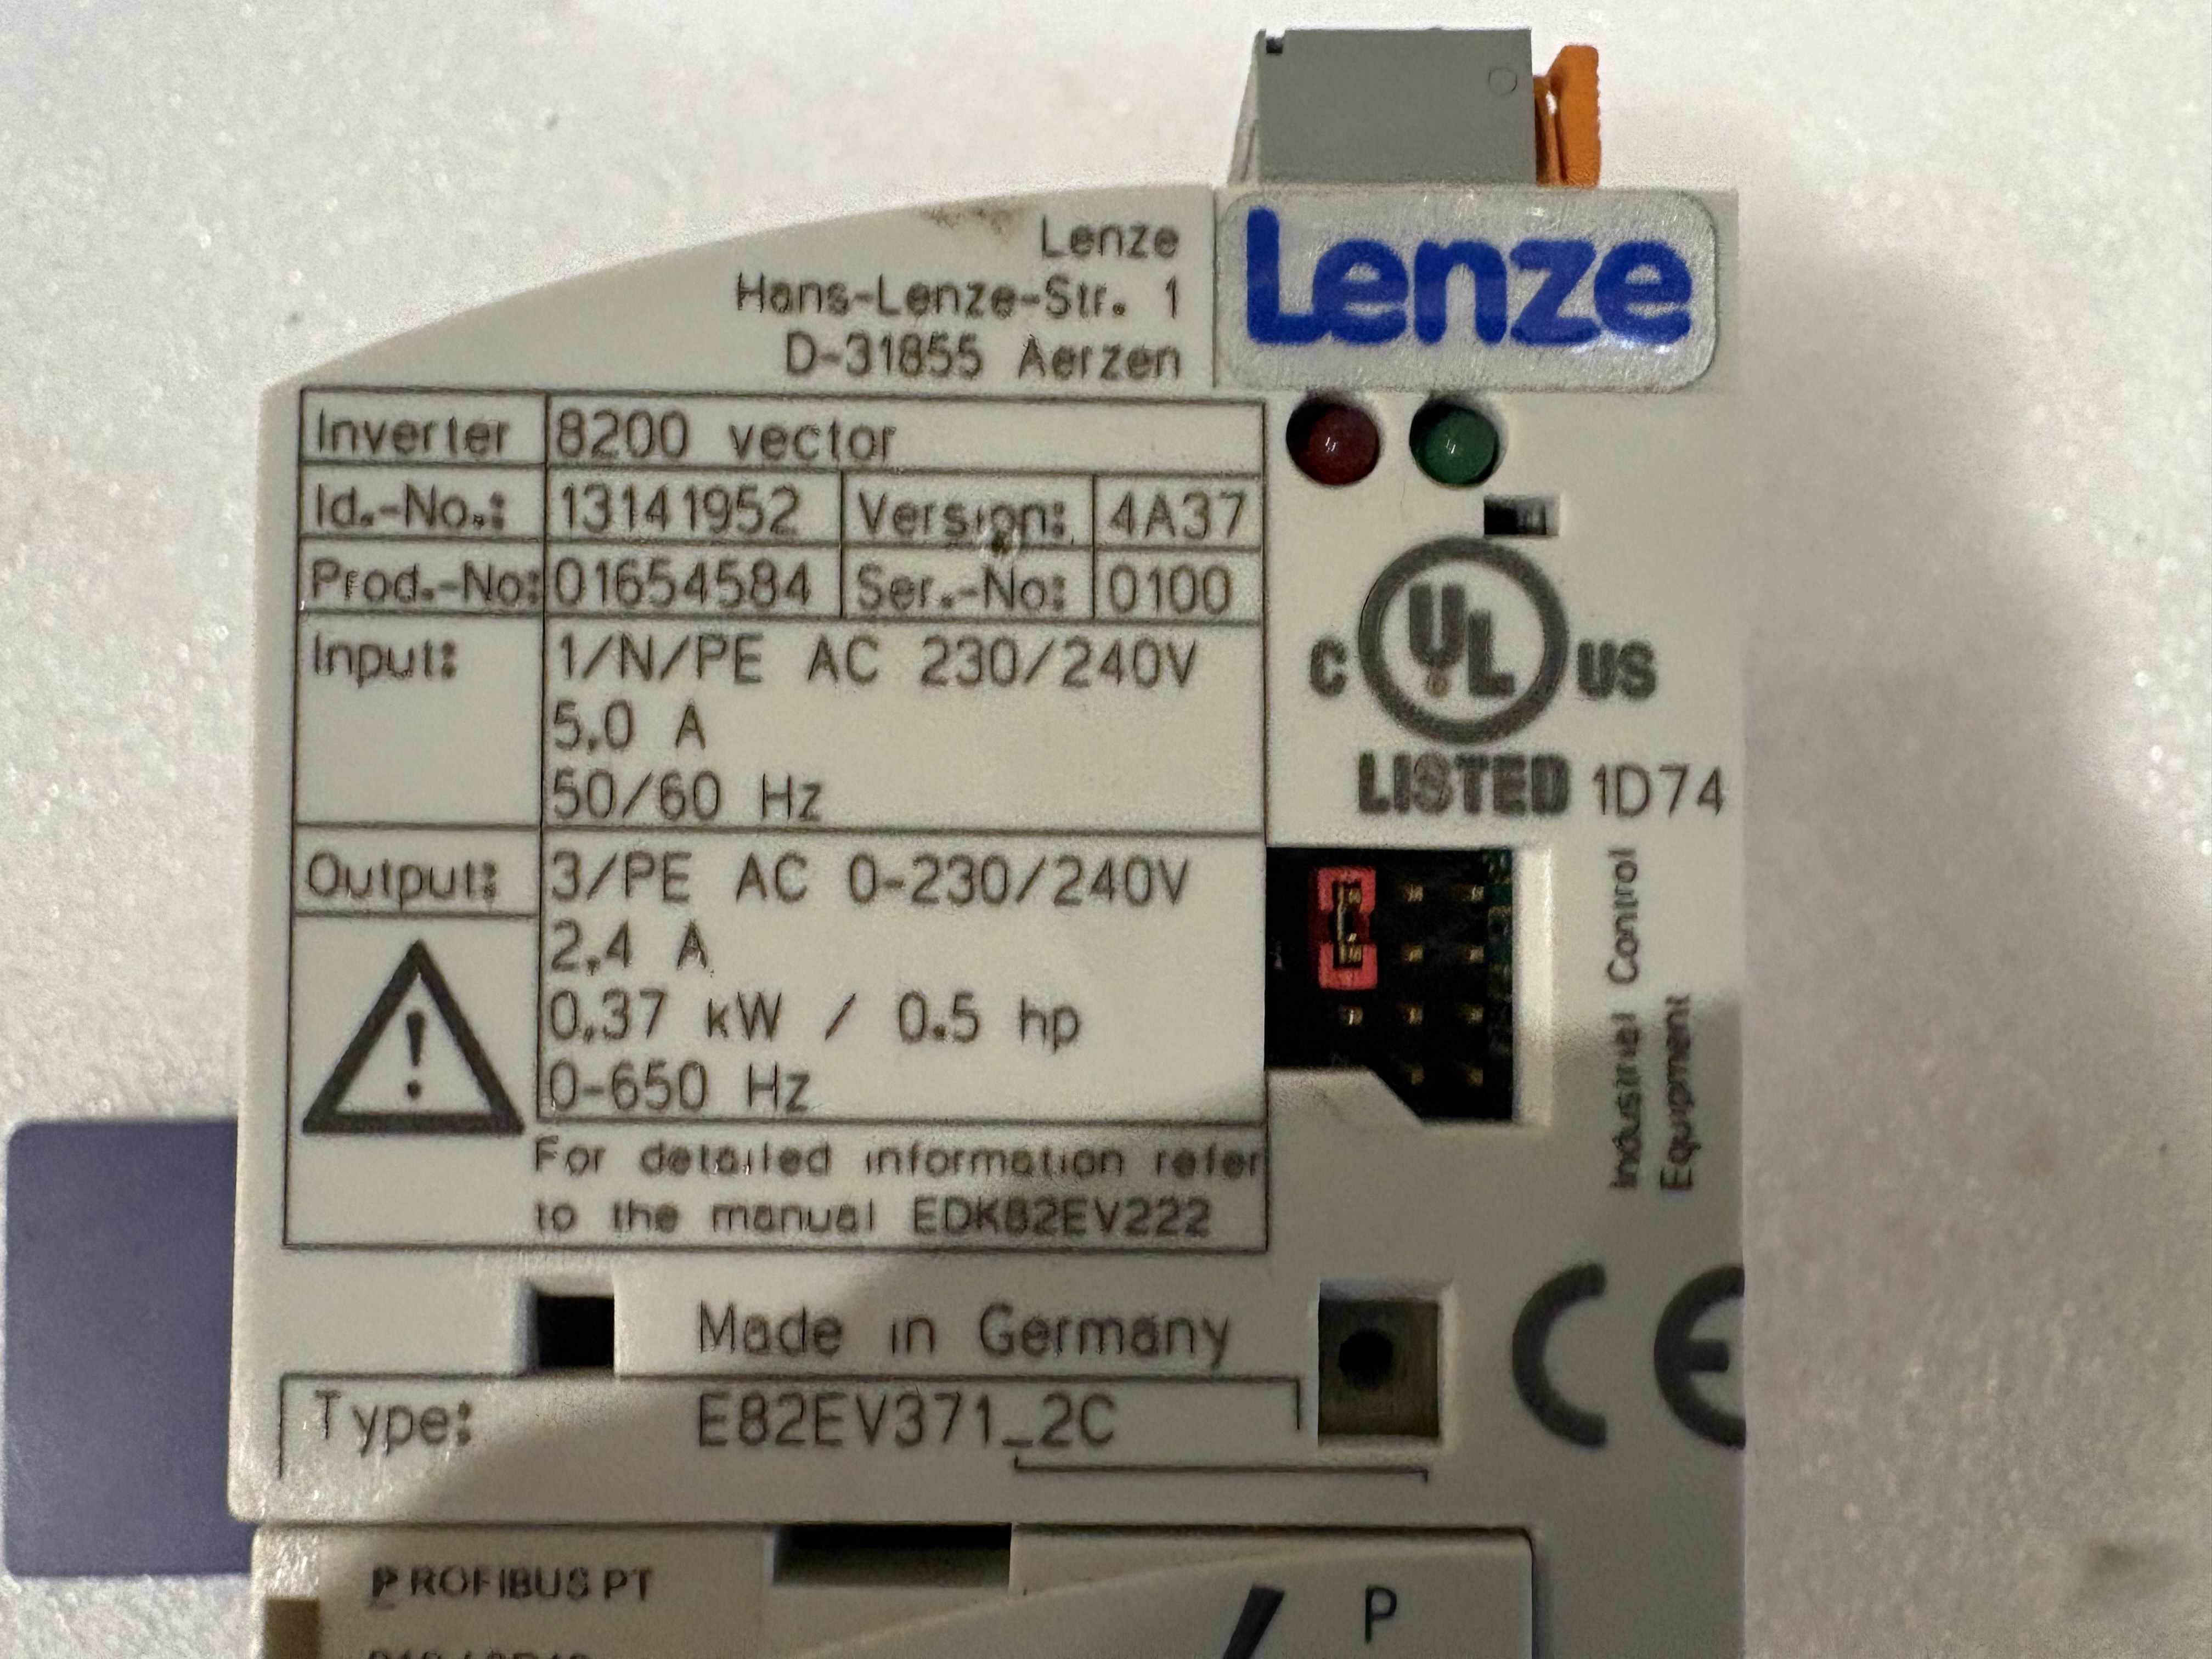 Lenze
Hans-Lenze-Str. 1
D-31855 Aerzen
Lenze
Inverter 8200 vector
Id.-No.: 13141952 Version: 4A37
Prod.-No: 01654584 Ser.-No: 0100
Input: 1/N/PE AC 230/240V
5,0 A
50/60 Hz
Output: 3/PE AC 0-230/240V
2,4 A
0,37 kW / 0.5 hp
0-650 Hz
!
For detailed information refer
to the manual EDK82EV222
C UL US
LISTED 1D74
Industrial Control
Equipment
Made in Germany
CE
Type: E82EV371_2C
PROFIBUS PT
P